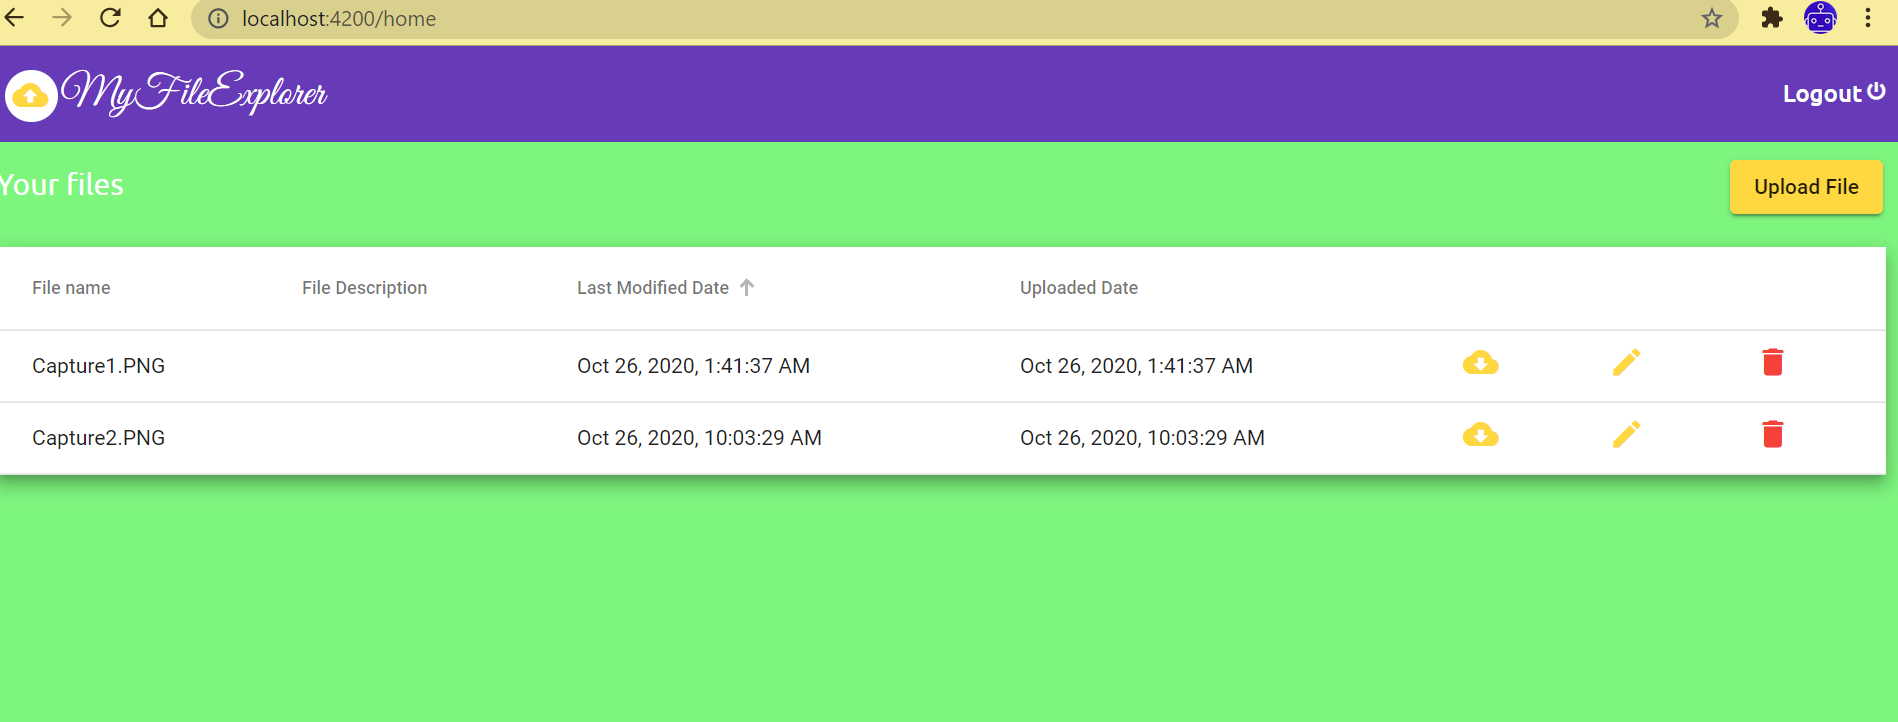 localhost:4200/home
MyFileExplorer
Logout
Your files
Upload File
File name File Description Last Modified Date Uploaded Date
Capture1.PNG Oct 26, 2020, 1:41:37 AM Oct 26, 2020, 1:41:37 AM
Capture2.PNG Oct 26, 2020, 10:03:29 AM Oct 26, 2020, 10:03:29 AM